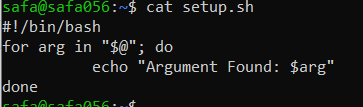 safa@safa056:~$ cat setup.sh
#!/bin/bash
for arg in "$@"; do
        echo "Argument Found: $arg"
done
safa@safa056:~$